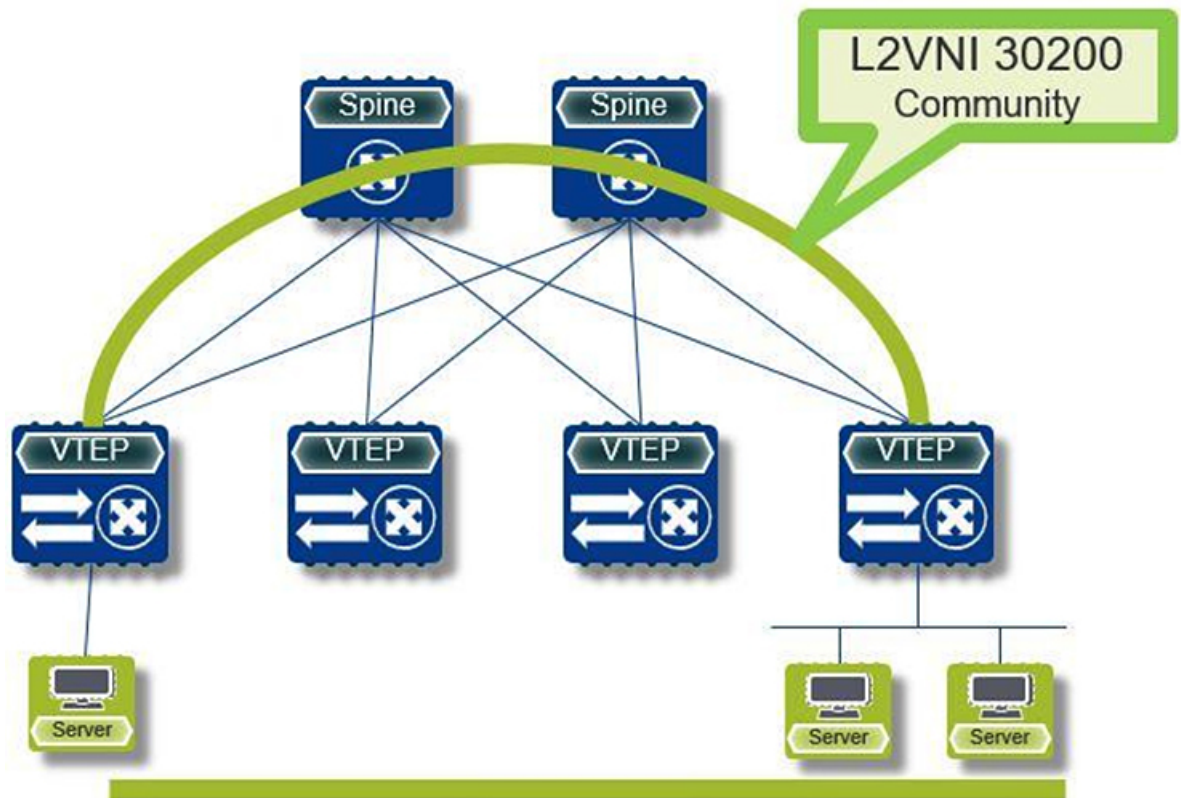 L2VNI 30200
Community
Spine
Spine
VTEP
VTEP
VTEP
VTEP
Server
Server
Server